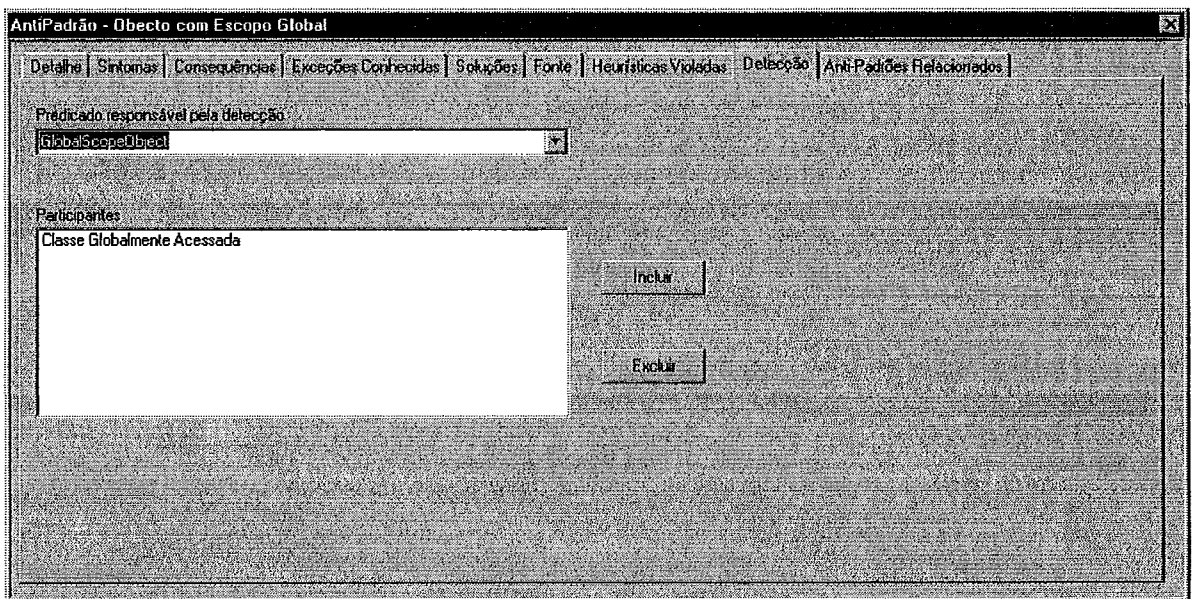 AntiPadrão - Obecto com Escopo Global
Detalhe Sintomas Consequências Exceções Conhecidas Soluções Fonte Heurísticas Violadas Detecção Anti-Padrões Relacionados
Predicado responsável pela detecção
GlobalScopeObject
Participantes
Classe Globalmente Acessada
Incluir
Excluir